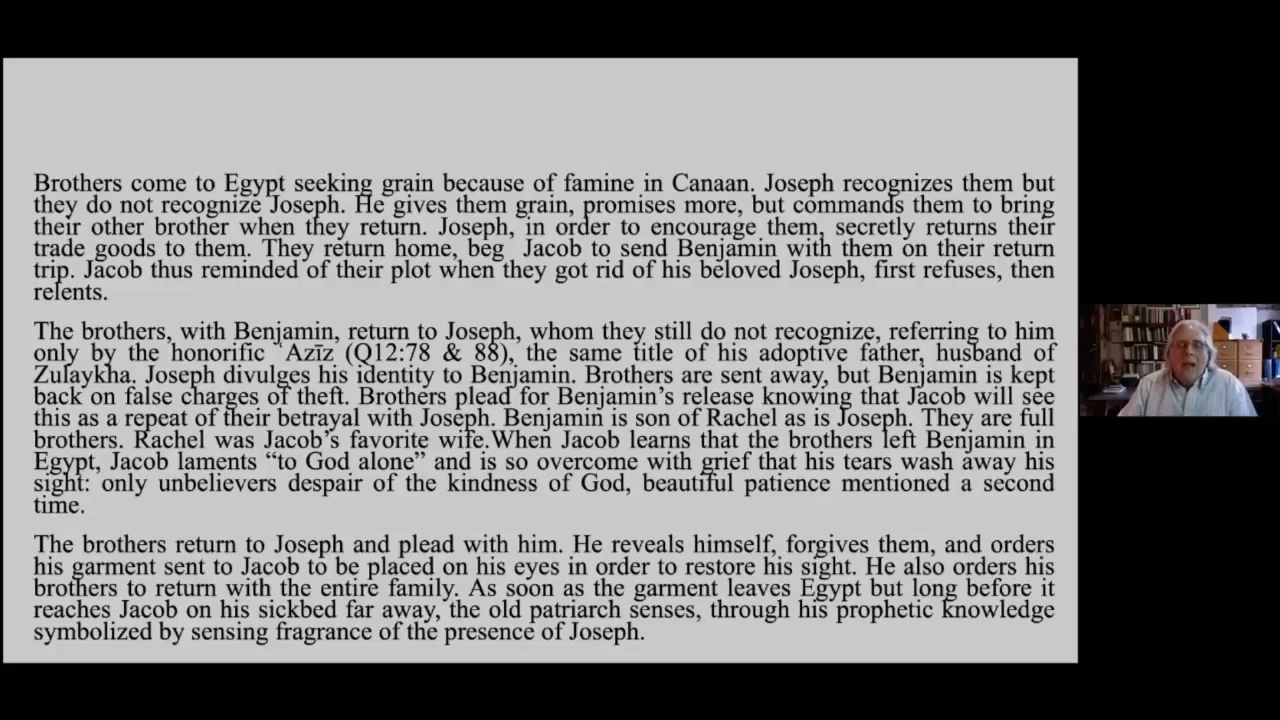 Brothers come to Egypt seeking grain because of famine in Canaan. Joseph recognizes them but
they do not recognize Joseph. He gives them grain, promises more, but commands them to bring
their other brother when they return. Joseph, in order to encourage them, secretly returns their
trade goods to them. They return home, beg Jacob to send Benjamin with them on their return
trip. Jacob thus reminded of their plot when they got rid of his beloved Joseph, first refuses, then
relents.
The brothers, with Benjamin, return to Joseph, whom they still do not recognize, referring to him
only by the honorific ʿAzīz (Q12:78 & 88), the same title of his adoptive father, husband of
Zulaykha. Joseph divulges his identity to Benjamin. Brothers are sent away, but Benjamin is kept
back on false charges of theft. Brothers plead for Benjamin’s release knowing that Jacob will see
this as a repeat of their betrayal with Joseph. Benjamin is son of Rachel as is Joseph. They are full
brothers. Rachel was Jacob’s favorite wife.When Jacob learns that the brothers left Benjamin in
Egypt, Jacob laments “to God alone” and is so overcome with grief that his tears wash away his
sight: only unbelievers despair of the kindness of God, beautiful patience mentioned a second
time.
The brothers return to Joseph and plead with him. He reveals himself, forgives them, and orders
his garment sent to Jacob to be placed on his eyes in order to restore his sight. He also orders his
brothers to return with the entire family. As soon as the garment leaves Egypt but long before it
reaches Jacob on his sickbed far away, the old patriarch senses, through his prophetic knowledge
symbolized by sensing fragrance of the presence of Joseph.